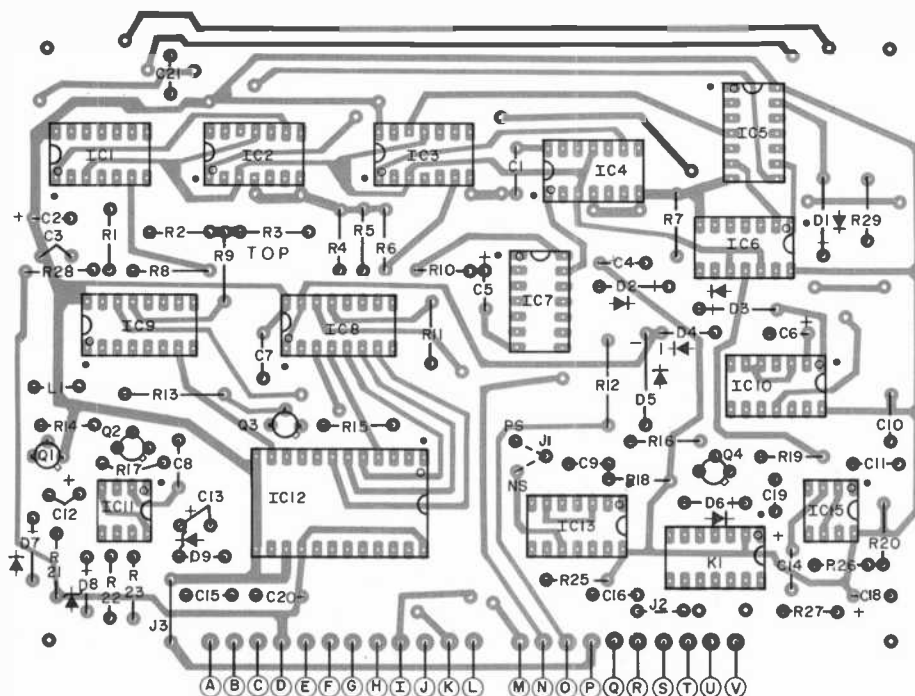 C21
IC1 IC2 IC3 C1 IC4 IC5
+ C2 C3 R1 R2 R3 R9 TOP R4 R5 R6 R7 IC6 D1 + R29
R28 R8 R10 + C5 IC7 C4 D2 + D3 +
IC9 IC8 C7 R11 R12 - D4 D5 C6 + IC10
L1 R13
R14 Q1 Q2 R17 C8 Q3 R15 PS J1 NS R16 C9 R18 Q4 R19 C10 C11
+ C12 IC11 C13 + D9 IC12 IC13 D6 + C19 + K1 + IC15 R20
D7 + R21 D8 + R22 R23 C14 R26
J3 C15 C20 R25 C16 J2 R27 + C18
A B C D E F G H I J K L M N O P Q R S T U V